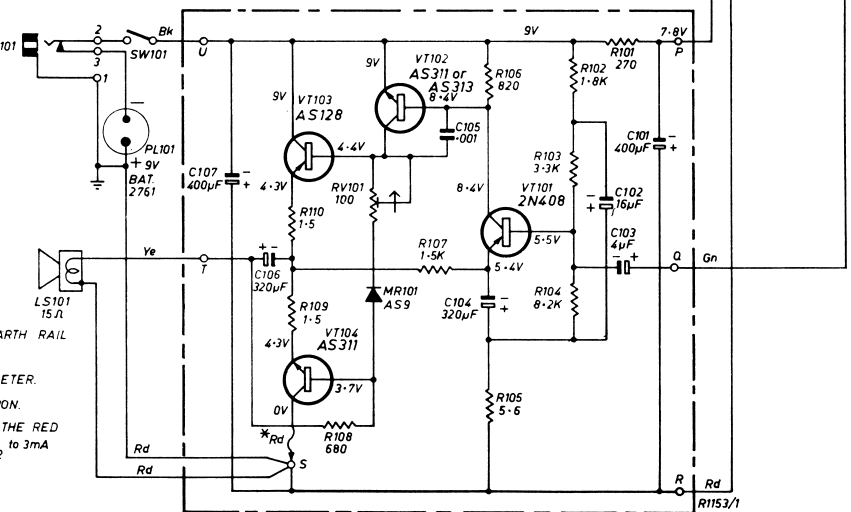 101
2
3
1
SW101
Bk
U
9V
R101
270
7·8V
P
PL101
+ 9V
BAT.
2761
C107
400µF
-
+
9V
VT103
AS128
4·4V
4·3V
9V
VT102
AS311 or
AS313
8·4V
C105
·001
R106
820
R102
1·8K
R103
3·3K
C101
400µF
-
+
C102
16µF
-
+
RV101
100
8·4V
VT101
2N408
5·5V
5·4V
C103
4µF
- +
Q
Gn
R110
1·5
R107
1·5K
Ye
T
+ -
C106
320µF
LS101
15Ω
MR101
AS9
C104
320µF
-
+
R104
8·2K
R109
1·5
4·3V
VT104
AS311
3·7V
0V
R105
5·6
R108
680
*Rd
S
ARTH RAIL
ETER.
ON.
THE RED
to 3mA
Rd
Rd
R
Rd
R1153/1